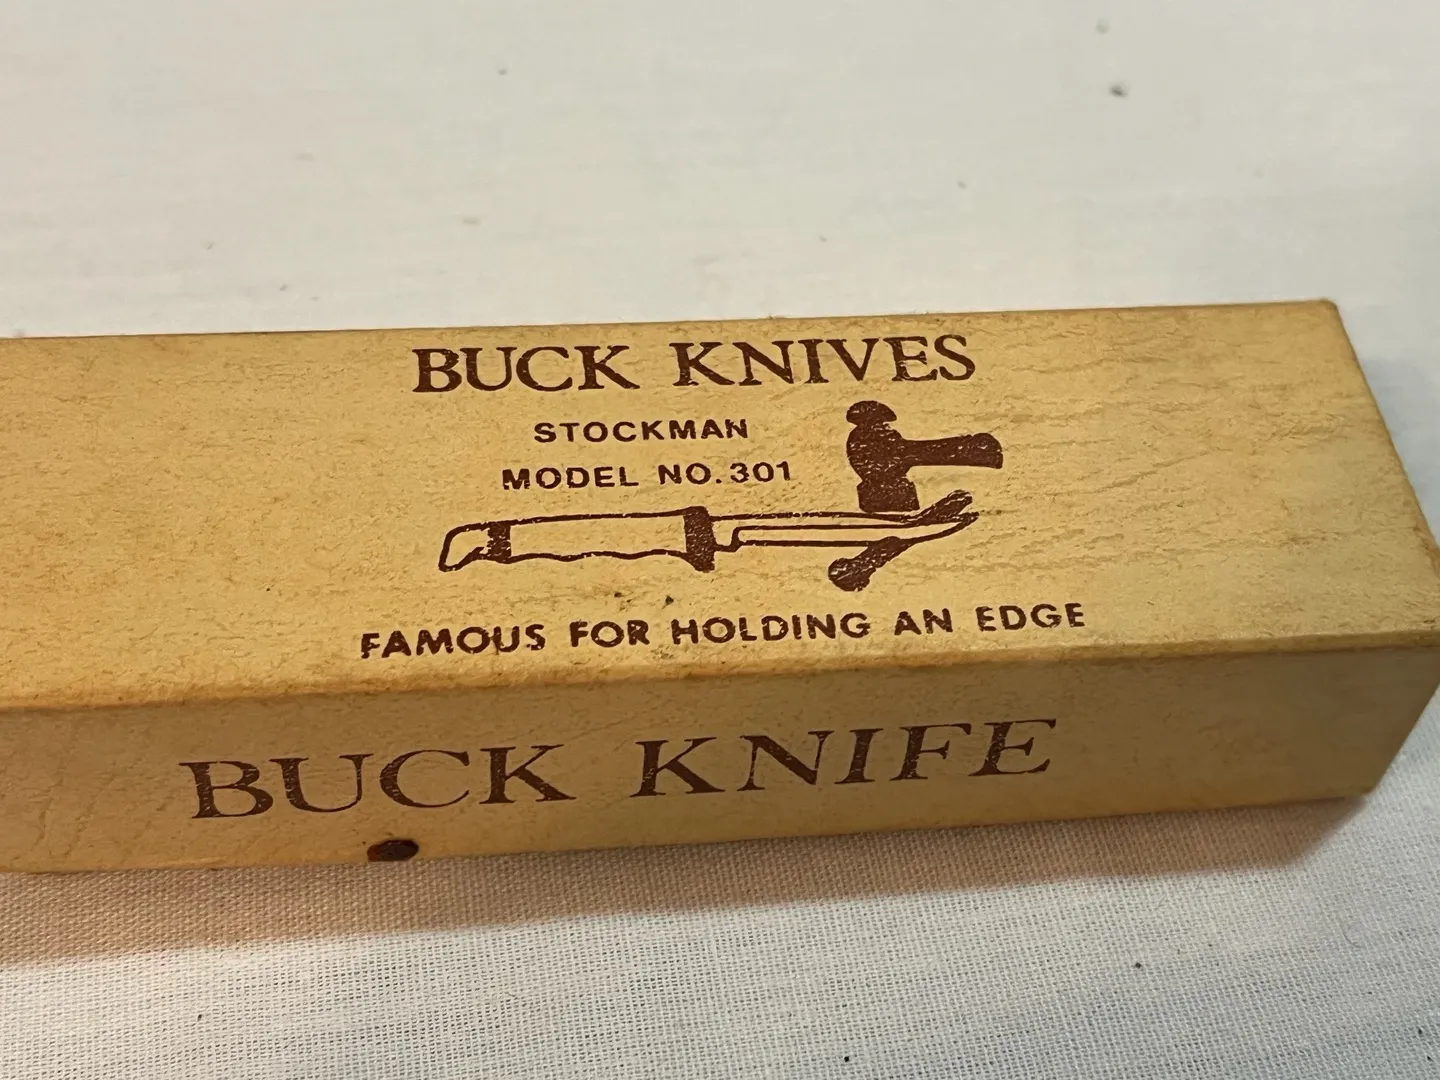 BUCK KNIVES
STOCKMAN
MODEL NO. 301
FAMOUS FOR HOLDING AN EDGE
BUCK KNIFE